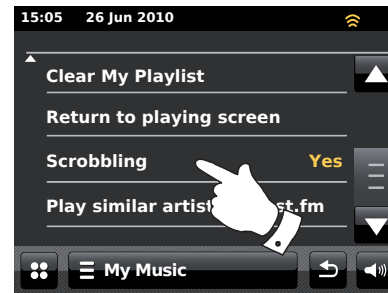 15:05 26 Jun 2010
Clear My Playlist
Return to playing screen
Scrobbling Yes
Play similar artist st.fm
My Music